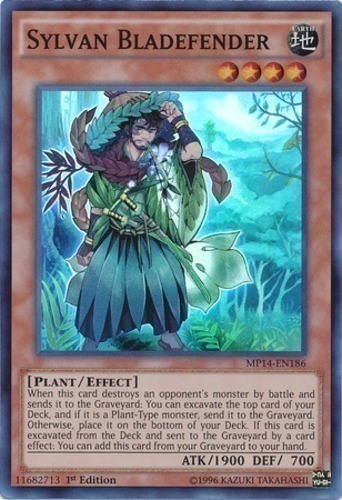 SYLVAN BLADEFENDER
EARTH
地
MP14-EN186
[PLANT/EFFECT]
When this card destroys an opponent's monster by battle and
sends it to the Graveyard: You can excavate the top card of your
Deck, and if it is a Plant-Type monster, send it to the Graveyard.
Otherwise, place it on the bottom of your Deck. If this card is
excavated from the Deck and sent to the Graveyard by a card
effect: You can add this card from your Graveyard to your hand.
ATK/1900 DEF/ 700
11682713 1st Edition
©1996 KAZUKI TAKAHASHI